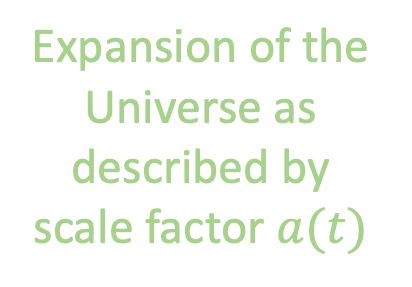 Expansion of the
Universe as
described by
scale factor a(t)